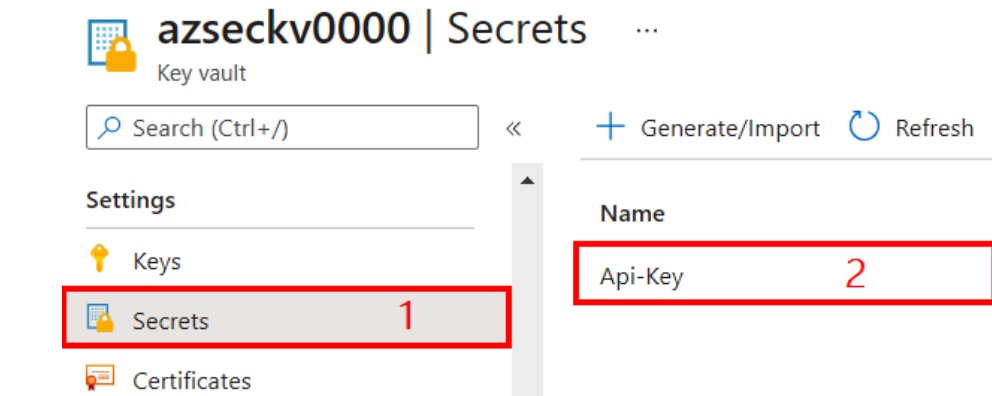 azseckv0000 | Secrets ...
Key vault
Search (Ctrl+/)
«
+ Generate/Import
Refresh
Settings
Name
Keys
Api-Key 2
Secrets 1
Certificates